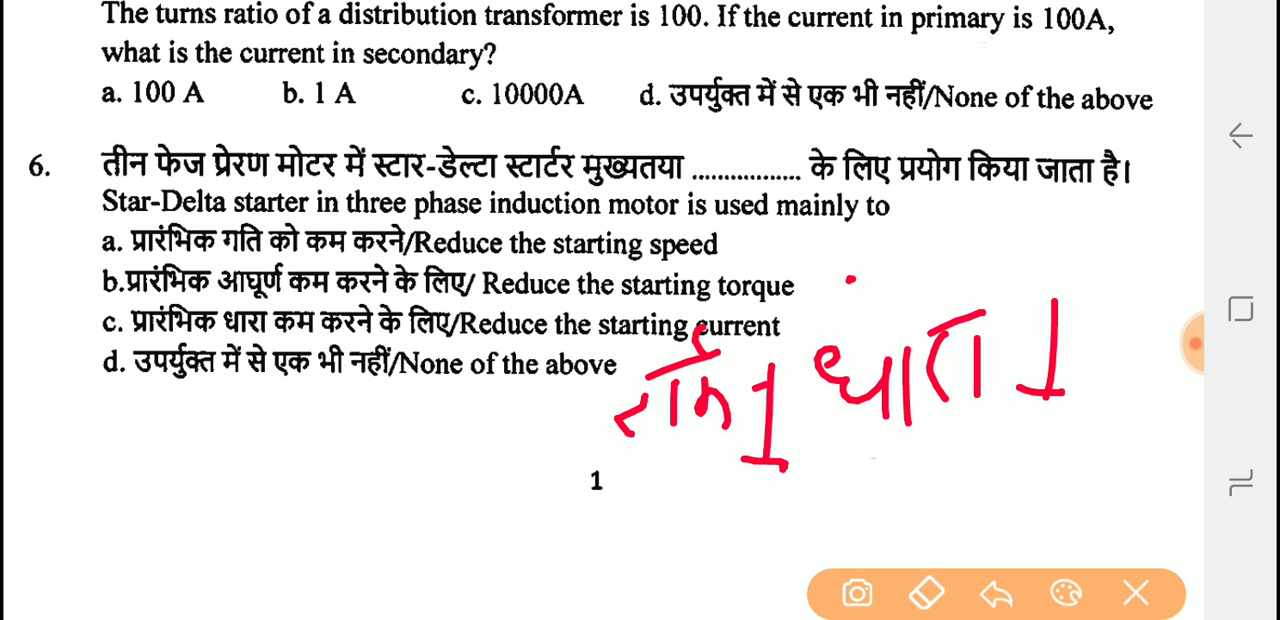 The turns ratio of a distribution transformer is 100. If the current in primary is 100A,
what is the current in secondary?
a. 100 A b. 1 A c. 10000A d. उपर्युक्त में से एक भी नहीं/None of the above
6. तीन फेज प्रेरण मोटर में स्टार-डेल्टा स्टार्टर मुख्यतया .................. के लिए प्रयोग किया जाता है।
Star-Delta starter in three phase induction motor is used mainly to
a. प्रारंभिक गति को कम करने/Reduce the starting speed
b.प्रारंभिक आघूर्ण कम करने के लिए/ Reduce the starting torque
c. प्रारंभिक धारा कम करने के लिए/Reduce the starting current
d. उपर्युक्त में से एक भी नहीं/None of the above
धारा
1